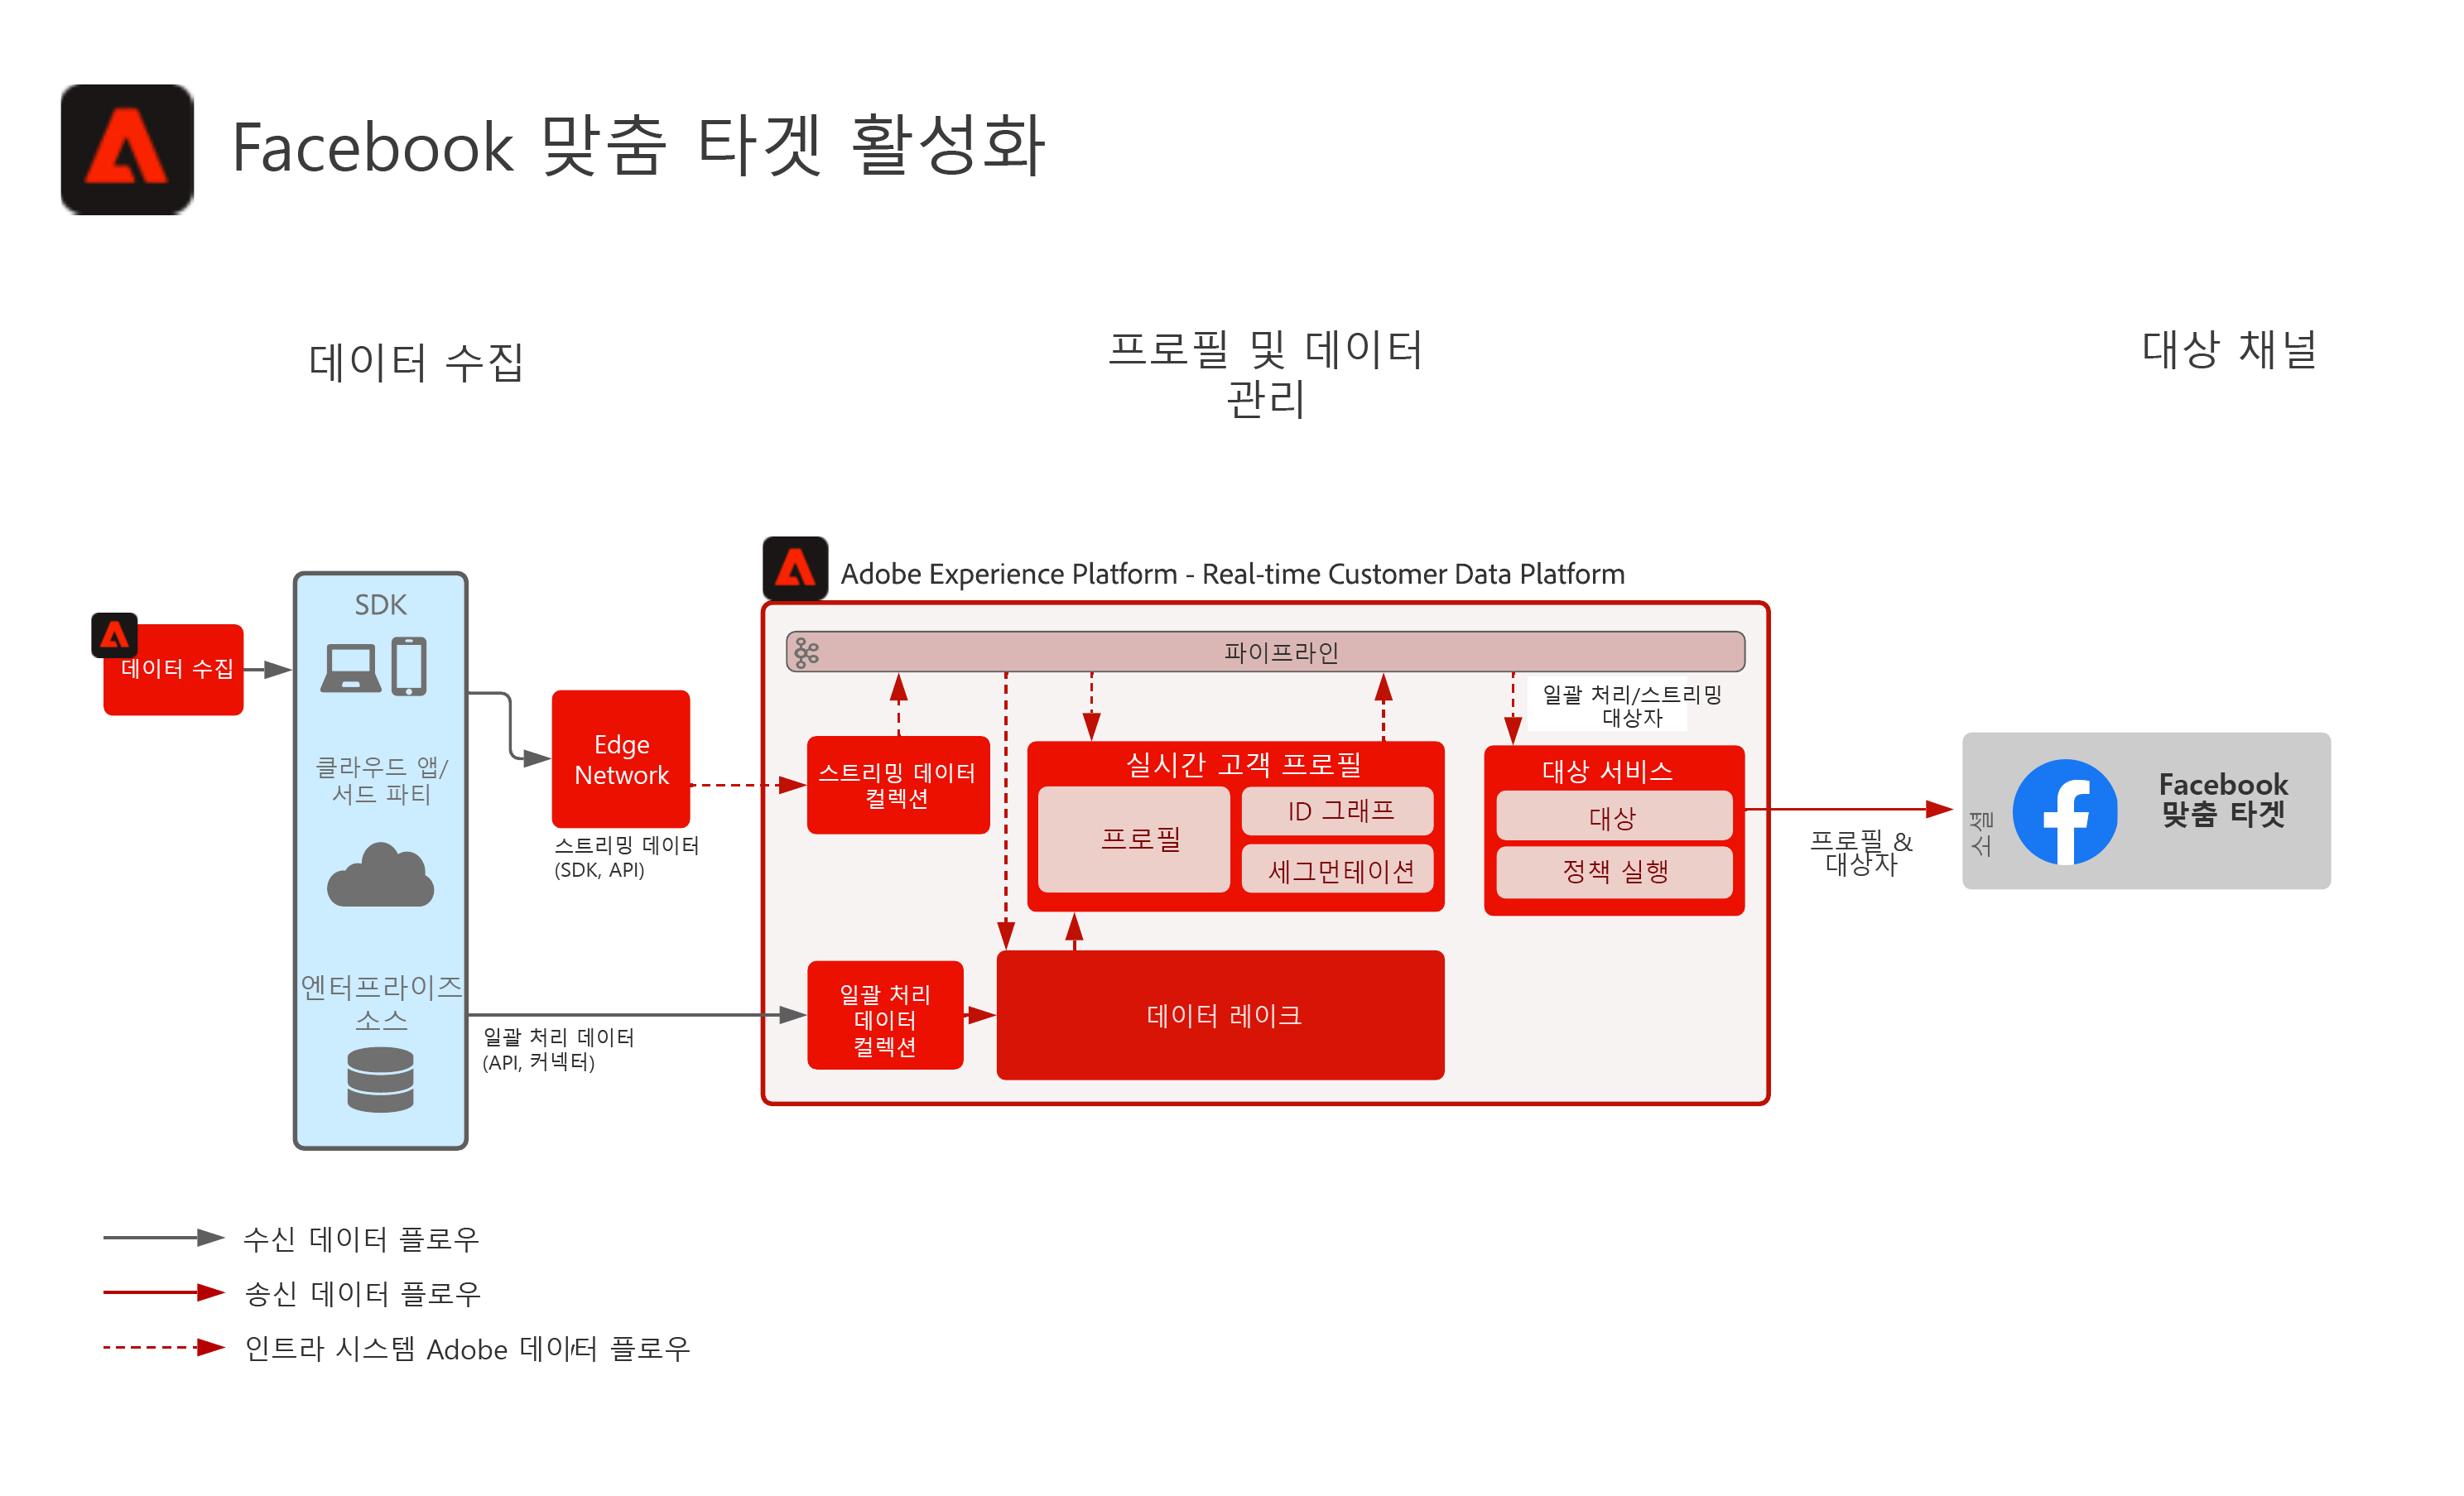 Facebook 맞춤 타겟 활성화
데이터 수집
프로필 및 데이터
관리
대상 채널
Adobe Experience Platform - Real-time Customer Data Platform
데이터 수집
SDK
클라우드 앱/
서드 파티
엔터프라이즈
소스
Edge
Network
스트리밍 데이터
(SDK, API)
일괄 처리 데이터
(API, 커넥터)
파이프라인
스트리밍 데이터
컬렉션
실시간 고객 프로필
프로필
ID 그래프
세그먼테이션
일괄 처리/스트리밍
대상자
대상 서비스
대상
정책 실행
일괄 처리
데이터
컬렉션
데이터 레이크
프로필 &
대상자
소셜
Facebook
맞춤 타겟
수신 데이터 플로우
송신 데이터 플로우
인트라 시스템 Adobe 데이터 플로우